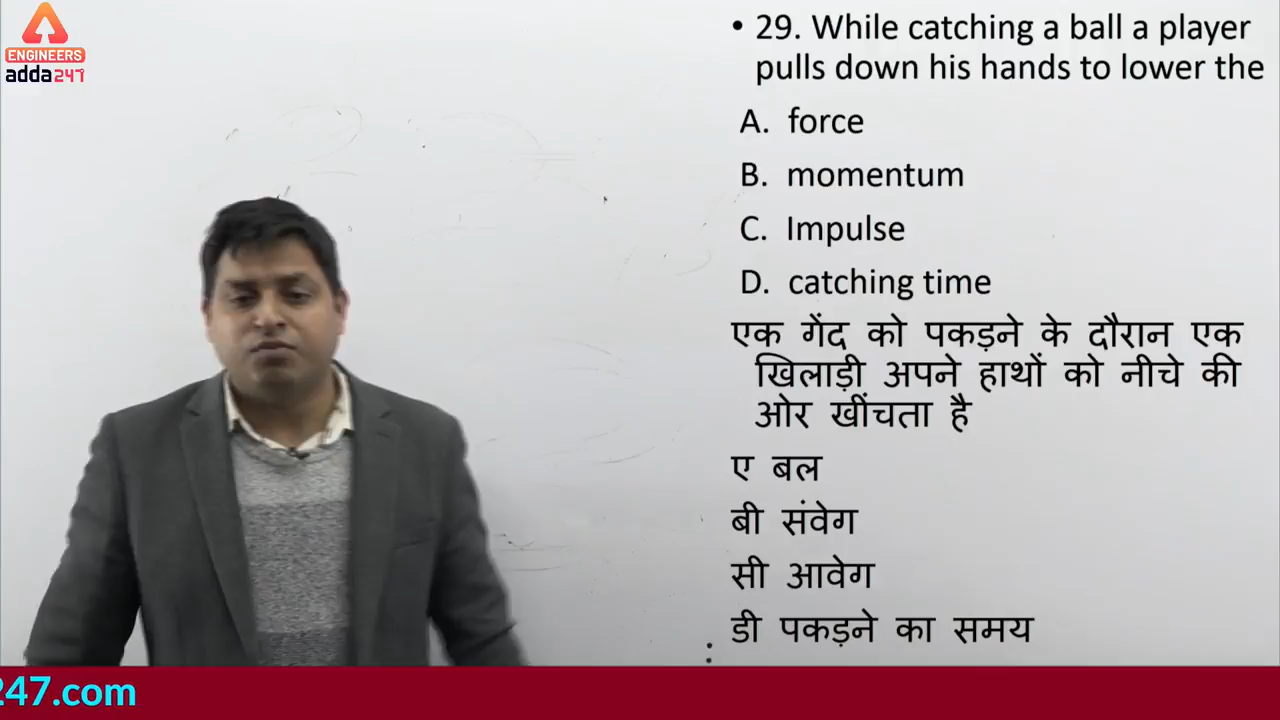 ENGINEERS
adda247
• 29. While catching a ball a player
pulls down his hands to lower the
A. force
B. momentum
C. Impulse
D. catching time
एक गेंद को पकड़ने के दौरान एक
खिलाड़ी अपने हाथों को नीचे की
ओर खींचता है
ए बल
बी संवेग
सी आवेग
डी पकड़ने का समय
247.com